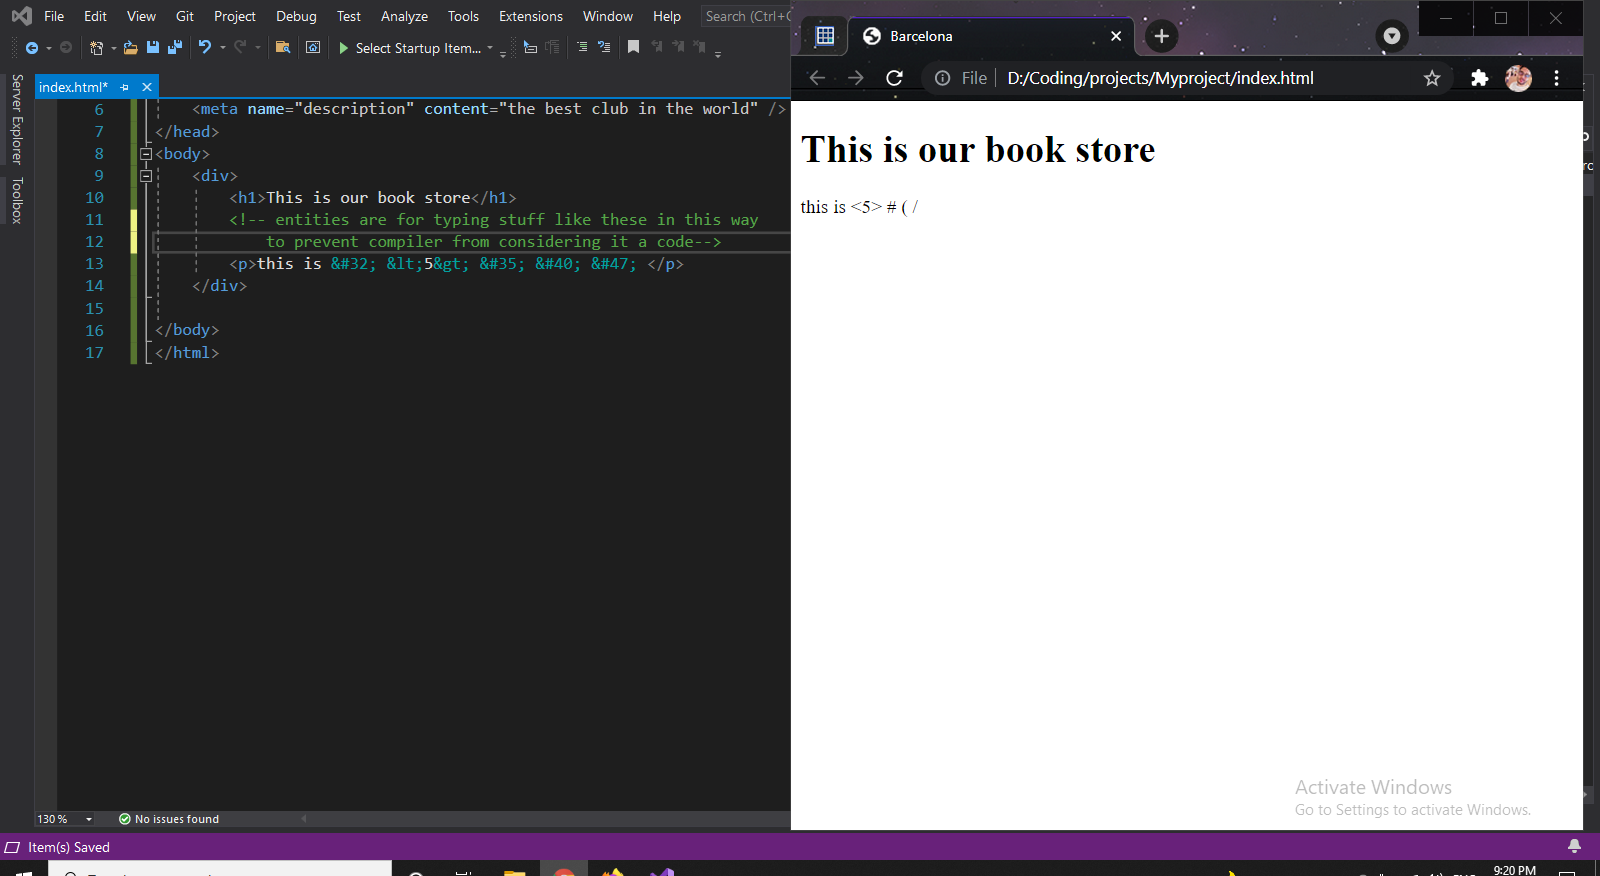 File Edit View Git Project Debug Test Analyze Tools Extensions Window Help Search (Ctrl+Q
Select Startup Item...
Server Explorer
Toolbox
index.html*
6 <meta name="description" content="the best club in the world" />
7 </head>
8 <body>
9 <div>
10 <h1>This is our book store</h1>
11 <!-- entities are for typing stuff like these in this way
12 to prevent compiler from considering it a code-->
13 <p>this is &#32; &lt;5&gt; &#35; &#40; &#47; </p>
14 </div>
15
16 </body>
17 </html>
130 % No issues found
Item(s) Saved
Barcelona
File D:/Coding/projects/Myproject/index.html
This is our book store
this is <5> # ( /
Activate Windows
Go to Settings to activate Windows.
9:20 PM